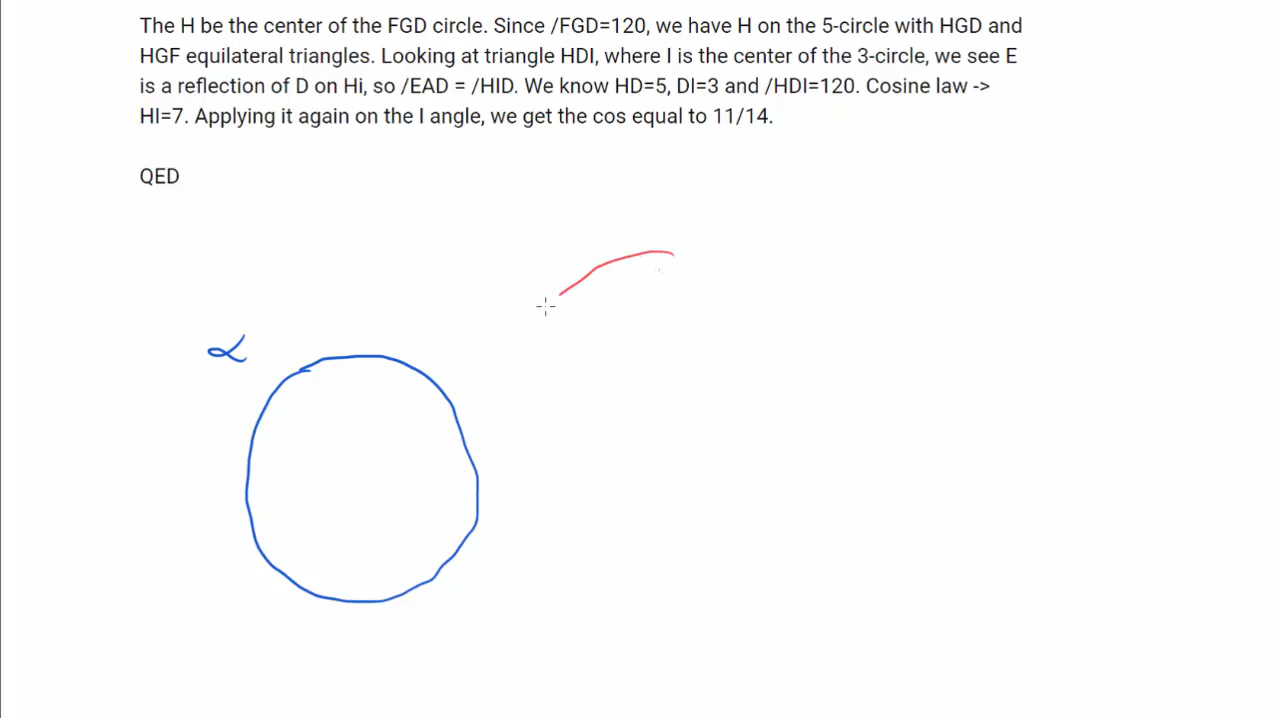 The H be the center of the FGD circle. Since /FGD=120, we have H on the 5-circle with HGD and
HGF equilateral triangles. Looking at triangle HDI, where I is the center of the 3-circle, we see E
is a reflection of D on Hi, so /EAD = /HID. We know HD=5, DI=3 and /HDI=120. Cosine law ->
HI=7. Applying it again on the I angle, we get the cos equal to 11/14.
QED
α